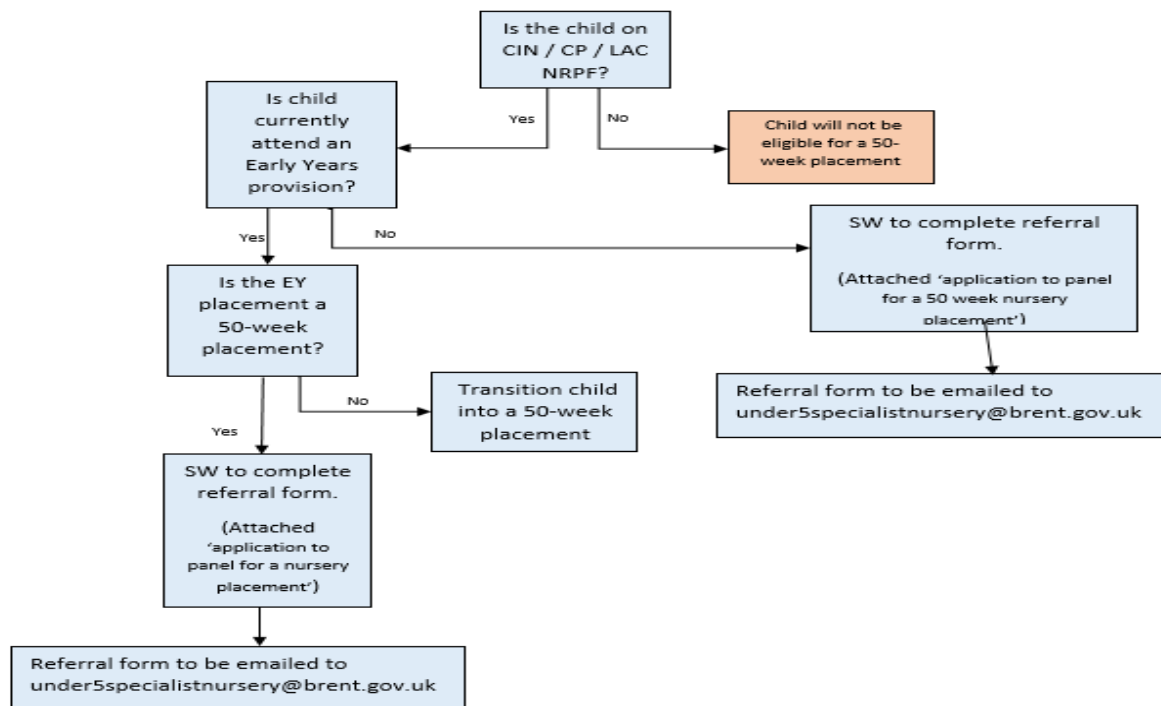 Is the child on
CIN / CP / LAC
NRPF?
Is child
currently
attend an
Early Years
provision?
Yes
No
Child will not be
eligible for a 50-
week placement
Yes
No
SW to complete referral
form.
(Attached ‘application to panel
for a 50 week nursery
placement’)
Is the EY
placement a
50-week
placement?
Transition child
into a 50-week
placement
Referral form to be emailed to
under5specialistnursery@brent.gov.uk
No
Yes
SW to complete
referral form.
(Attached
‘application to
panel for a nursery
placement’)
Referral form to be emailed to
under5specialistnursery@brent.gov.uk